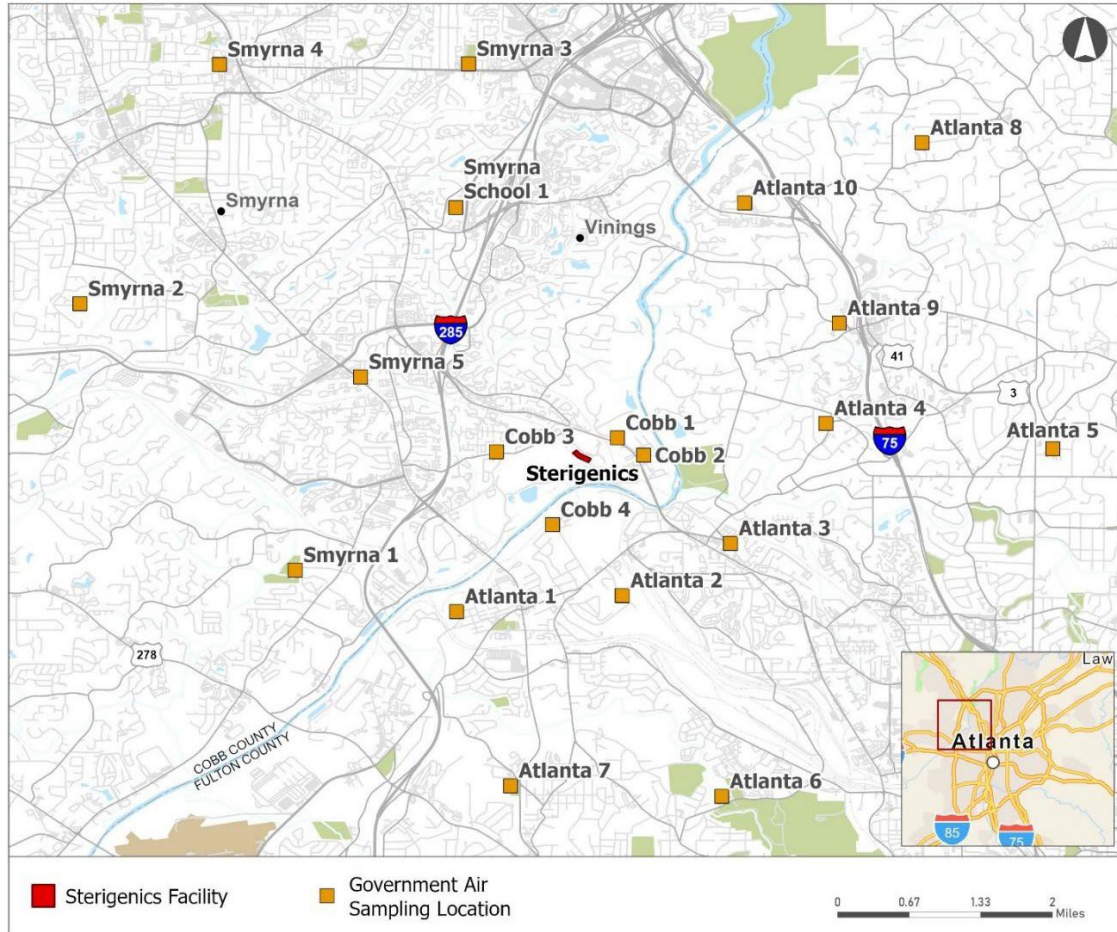 Smyrna 4
Smyrna 3
Atlanta 8
Smyrna
School 1
Atlanta 10
Smyrna
Vinings
Smyrna 2
Atlanta 9
285
41
Smyrna 5
3
Atlanta 4
Cobb 1
75
Atlanta 5
Cobb 3
Cobb 2
Sterigenics
Cobb 4
Atlanta 3
Smyrna 1
Atlanta 2
Atlanta 1
278
Law
COBB COUNTY
FULTON COUNTY
Atlanta
Atlanta 7
Atlanta 6
85
75
Sterigenics Facility
Government Air
Sampling Location
0 0.67 1.33 2
Miles